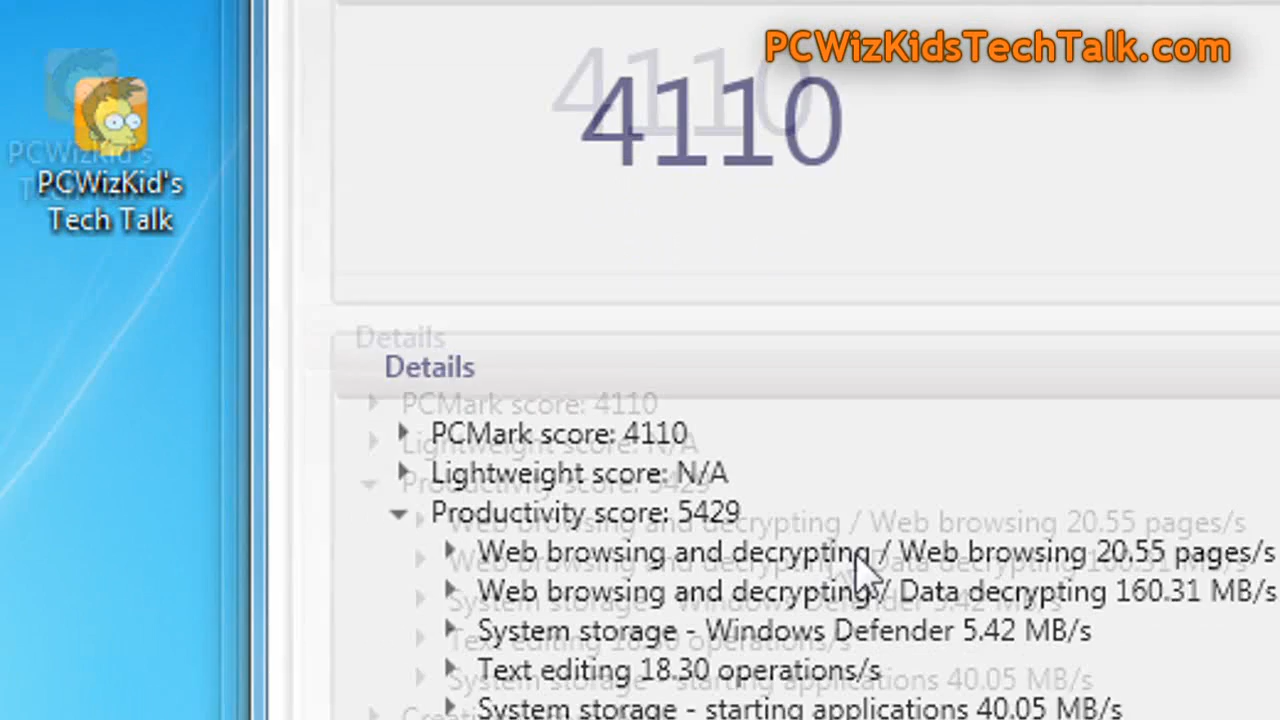 PCWizKidsTechTalk.com
4110
PCWizKid's
Tech Talk
Details
PCMark score: 4110
Lightweight score: N/A
Productivity score: 5429
Web browsing and decrypting / Web browsing 20.55 pages/s
Web browsing and decrypting / Data decrypting 160.31 MB/s
System storage - Windows Defender 5.42 MB/s
Text editing 18.30 operations/s
System storage - starting applications 40.05 MB/s